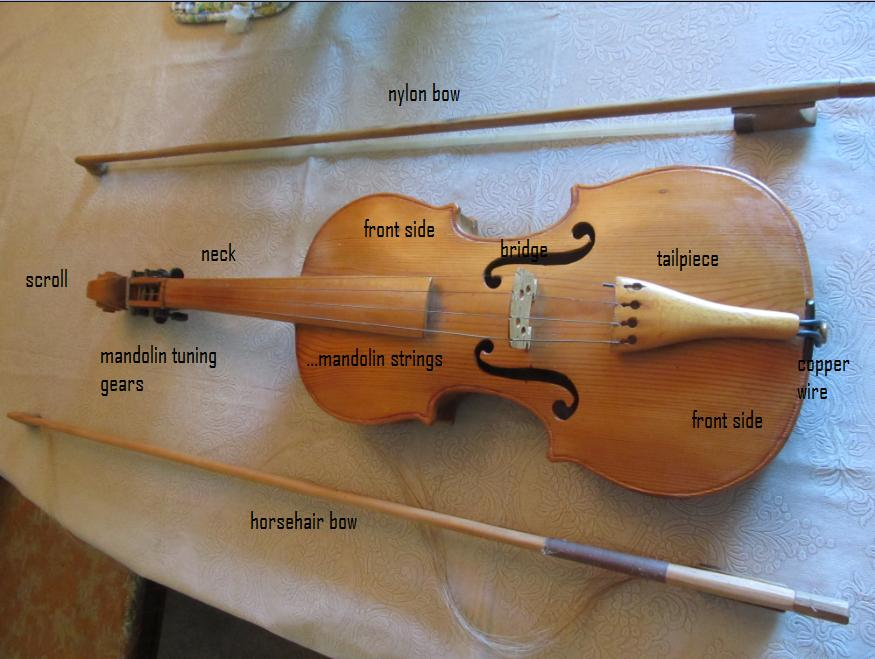 nylon bow
front side
neck
bridge
tailpiece
scroll
mandolin tuning
gears
...mandolin strings
copper
wire
front side
horsehair bow